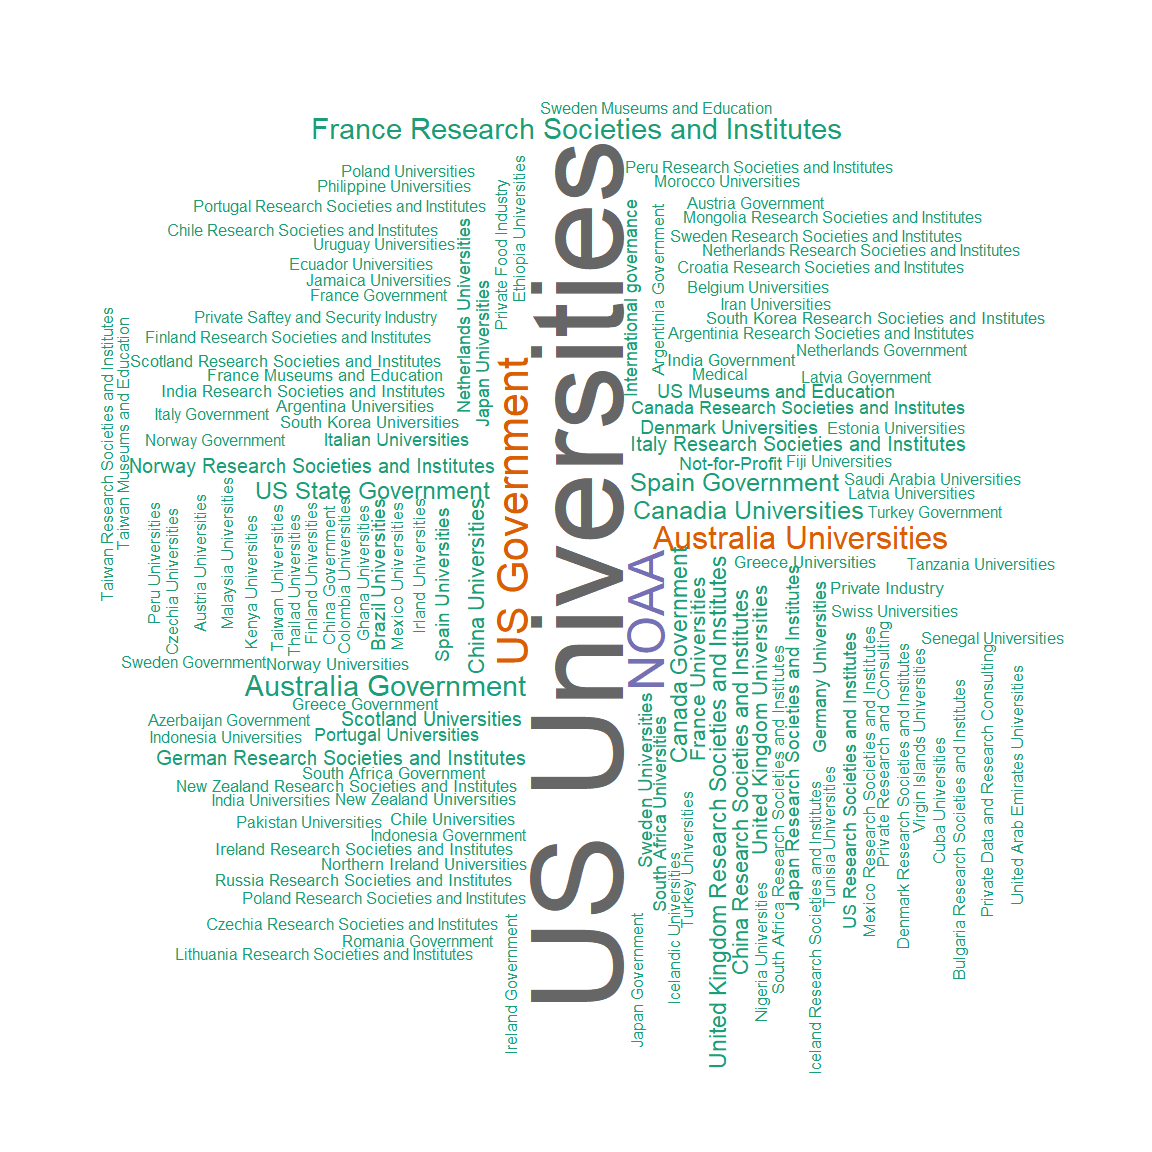 Sweden Museums and Education
France Research Societies and Institutes
Poland Universities
Philippine Universities
Portugal Research Societies and Institutes
Chile Research Societies and Institutes
Uruguay Universities
Ecuador Universities
Jamaica Universities
France Government
Private Saftey and Security Industry
Finland Research Societies and Institutes
Scotland Research Societies and Institutes
France Museums and Education
India Research Societies and Institutes
Argentina Universities
Italy Government
South Korea Universities
Norway Government
Italian Universities
Norway Research Societies and Institutes
US State Government
Taiwan Research Societies and Institutes
Taiwan Museums and Education
Netherlands Universities
Japan Universities
Private Food Industry
Ethiopia Universities
US Government
US Universities
International governance
Argentinia Government
Peru Research Societies and Institutes
Morocco Universities
Austria Government
Mongolia Research Societies and Institutes
Sweden Research Societies and Institutes
Netherlands Research Societies and Institutes
Croatia Research Societies and Institutes
Belgium Universities
Iran Universities
South Korea Research Societies and Institutes
Argentinia Research Societies and Institutes
Netherlands Government
India Government
Medical
Latvia Government
US Museums and Education
Canada Research Societies and Institutes
Denmark Universities
Estonia Universities
Italy Research Societies and Institutes
Not-for-Profit
Fiji Universities
Spain Government
Saudi Arabia Universities
Latvia Universities
Canadia Universities
Turkey Government
Australia Universities
Peru Universities
Czechia Universities
Austria Universities
Malaysia Universities
Kenya Universities
Taiwan Universities
Thailad Universities
Finland Universities
China Government
Colombia Universities
Ghana Universities
Brazil Universities
Mexico Universities
Irland Universities
Spain Universities
China Universities
NOAA
Canada Government
Greece Universities
Tanzania Universities
Private Industry
Swiss Universities
Senegal Universities
Sweden Government
Norway Universities
Australia Government
Greece Government
Azerbaijan Government
Scotland Universities
Indonesia Universities
Portugal Universities
German Research Societies and Institutes
South Africa Government
New Zealand Research Societies and Institutes
India Universities
New Zealand Universities
Pakistan Universities
Chile Universities
Indonesia Government
Ireland Research Societies and Institutes
Northern Ireland Universities
Russia Research Societies and Institutes
Poland Research Societies and Institutes
Czechia Research Societies and Institutes
Romania Government
Lithuania Research Societies and Institutes
Ireland Government
Japan Government
Sweden Universities
South Africa Universities
Icelandic Universities
Turkey Universities
France Universities
United Kingdom Research Societies and Institutes
China Research Societies and Institutes
United Kingdom Universities
Nigeria Universities
South Africa Research Societies and Institutes
Japan Research Societies and Institutes
Iceland Research Societies and Institutes
Germany Universities
Tunisia Universities
US Research Societies and Institutes
Mexico Research Societies and Institutes
Private Research and Consulting
Denmark Research Societies and Institutes
Virgin Islands Universities
Cuba Universities
Bulgaria Research Societies and Institutes
Private Data and Research Consulting
United Arab Emirates Universities